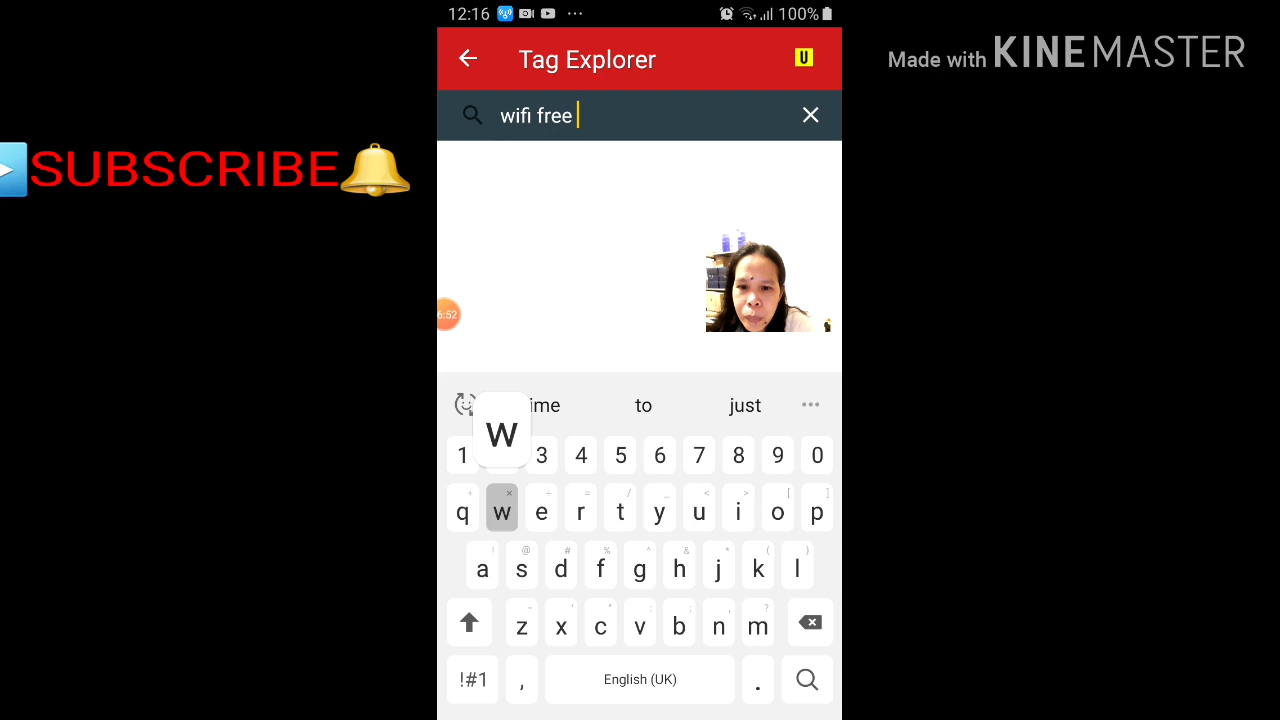 12:16 100%
Made with KINEMASTER
Tag Explorer U
wifi free
SUBSCRIBE
6:52
ime to just
w
1 3 4 5 6 7 8 9 0
q w e r t y u i o p
a s d f g h j k l
z x c v b n m
!#1 , English (UK) .